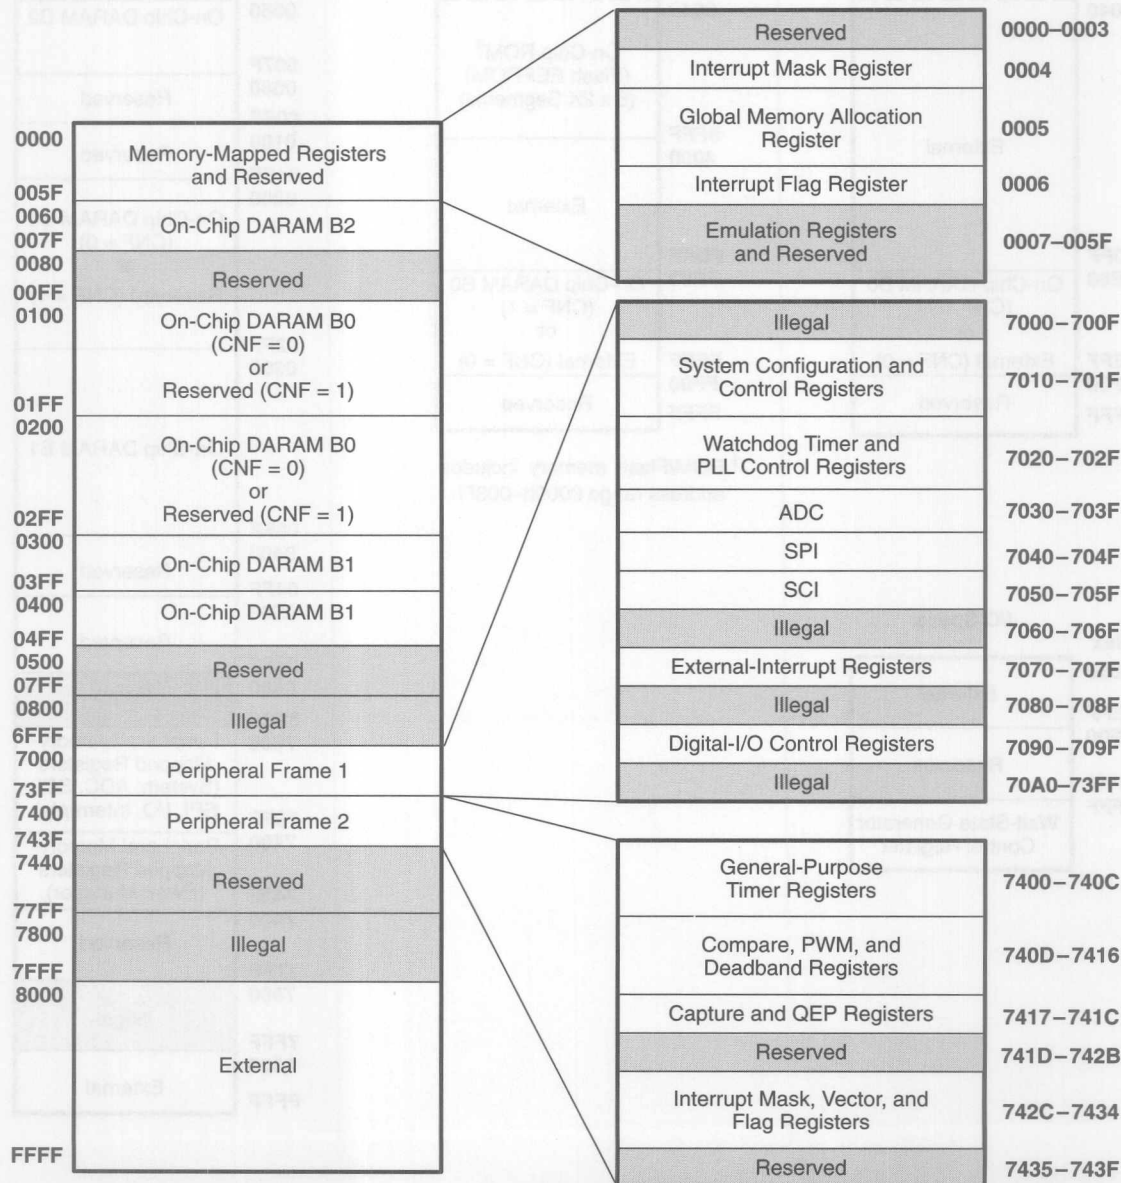 0000
Memory-Mapped Registers
and Reserved
005F
0060
On-Chip DARAM B2
007F
0080
Reserved
00FF
0100
On-Chip DARAM B0
(CNF = 0)
or
Reserved (CNF = 1)
01FF
0200
On-Chip DARAM B0
(CNF = 0)
or
Reserved (CNF = 1)
02FF
0300
On-Chip DARAM B1
03FF
0400
On-Chip DARAM B1
04FF
0500
Reserved
07FF
0800
Illegal
6FFF
7000
Peripheral Frame 1
73FF
7400
Peripheral Frame 2
743F
7440
Reserved
77FF
7800
Illegal
7FFF
8000
External
FFFF
Reserved 0000–0003
Interrupt Mask Register 0004
Global Memory Allocation
Register
0005
Interrupt Flag Register 0006
Emulation Registers
and Reserved
0007–005F
Illegal 7000–700F
System Configuration and
Control Registers
7010–701F
Watchdog Timer and
PLL Control Registers
7020–702F
ADC 7030–703F
SPI 7040–704F
SCI 7050–705F
Illegal 7060–706F
External-Interrupt Registers 7070–707F
Illegal 7080–708F
Digital-I/O Control Registers 7090–709F
Illegal 70A0–73FF
General-Purpose
Timer Registers
7400–740C
Compare, PWM, and
Deadband Registers
740D–7416
Capture and QEP Registers 7417–741C
Reserved 741D–742B
Interrupt Mask, Vector, and
Flag Registers
742C–7434
Reserved 7435–743F